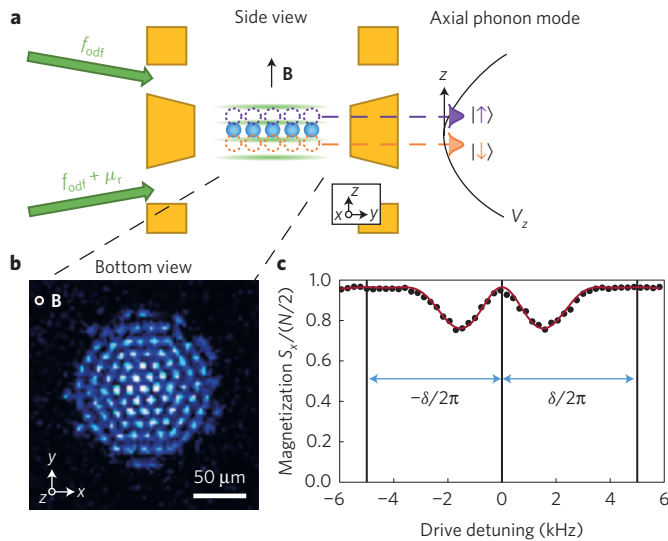 a
Side view
Axial phonon mode
f_odf
B
z
|↑⟩
|↓⟩
f_odf + μ_r
z
x
y
V_z
b
Bottom view
B
y
z
x
50 μm
c
Magnetization S_x/(N/2)
1.0
0.8
0.6
0.4
0.2
0.0
−δ/2π
δ/2π
−6 −4 −2 0 2 4 6
Drive detuning (kHz)